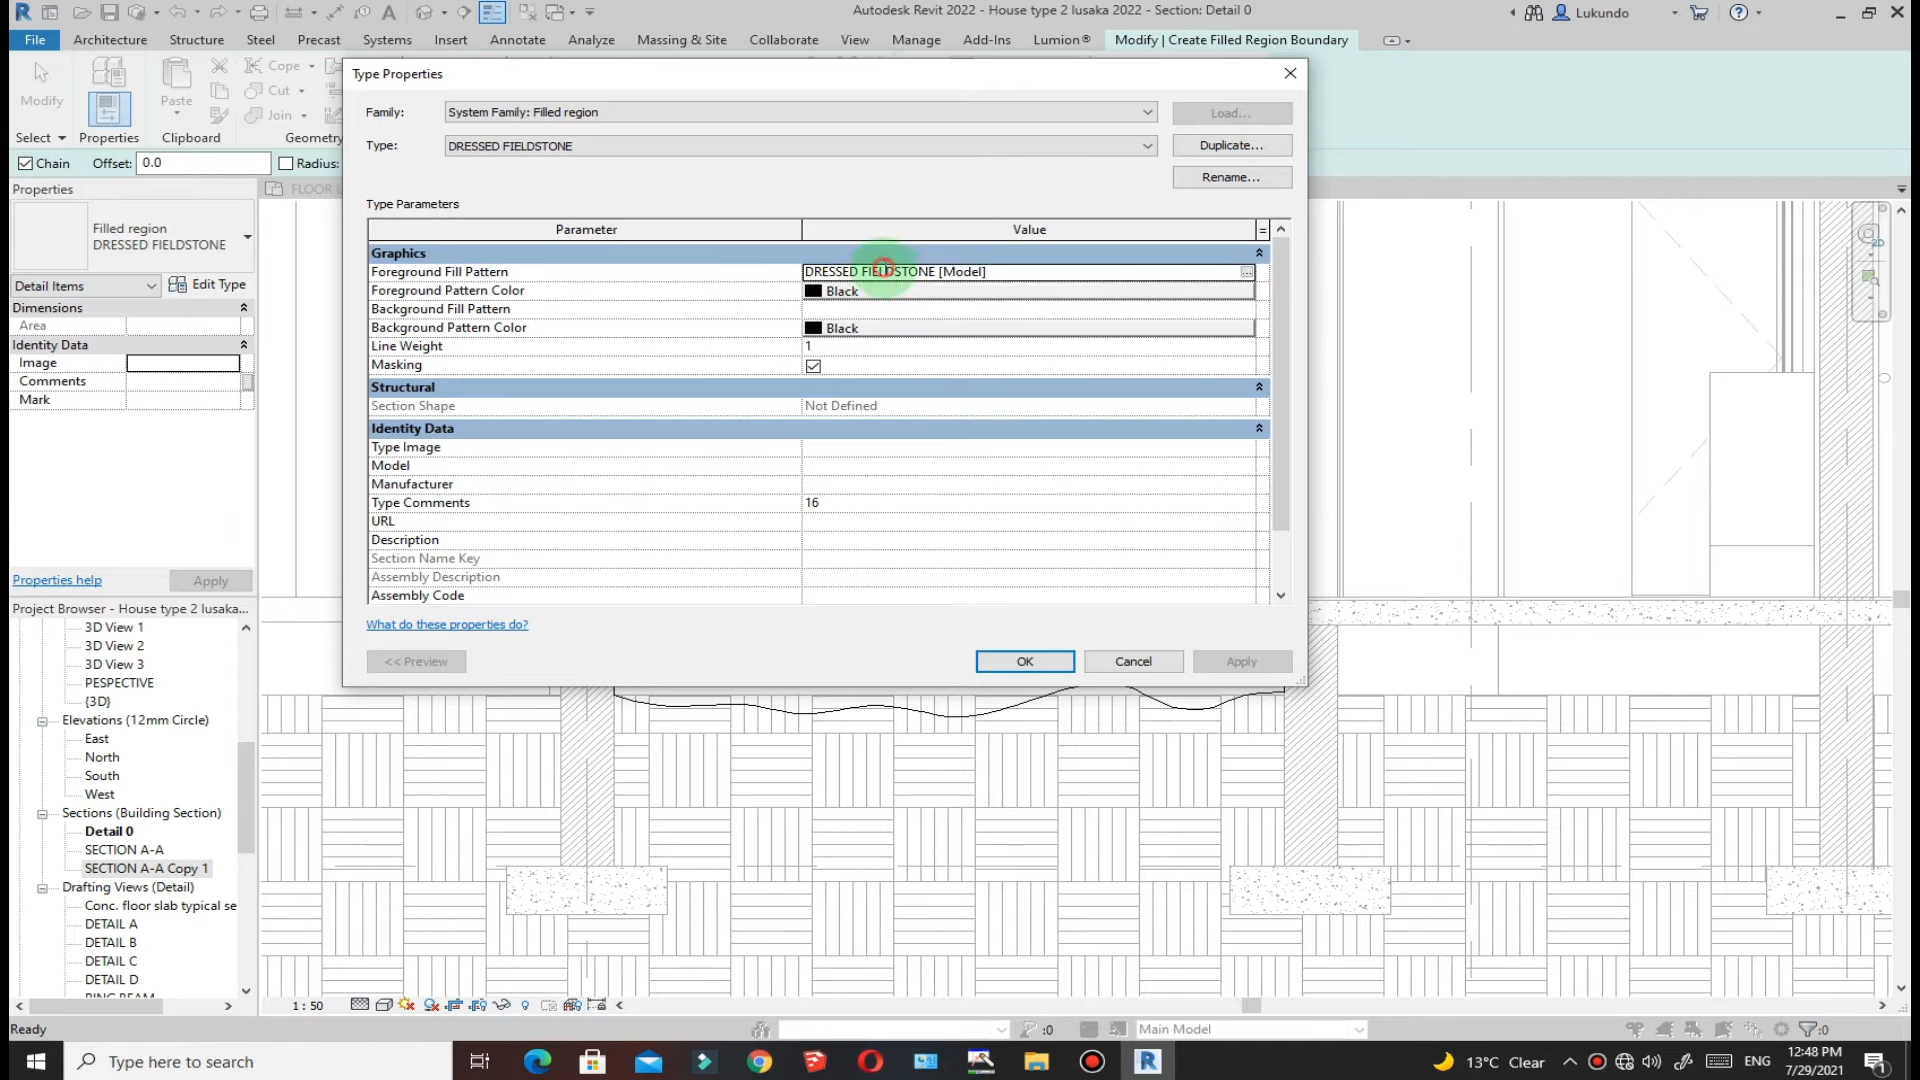 Autodesk Revit 2022 - House type 2 lusaka 2022 - Section: Detail 0
Lukundo
File Architecture Structure Steel Precast Systems Insert Annotate Analyze Massing & Site Collaborate View Manage Add-Ins Lumion® Modify | Create Filled Region Boundary
Modify
Paste
Cope
Cut
Join
Select Properties Clipboard Geometry
Chain Offset: 0.0 Radius:
Properties
FLOOR L
Filled region
DRESSED FIELDSTONE
Detail Items Edit Type
Dimensions
Area
Identity Data
Image
Comments
Mark
Properties help Apply
Type Properties
Family: System Family: Filled region Load...
Type: DRESSED FIELDSTONE Duplicate...
Rename...
Type Parameters
Parameter Value =
Graphics
Foreground Fill Pattern DRESSED FIELDSTONE [Model]
Foreground Pattern Color Black
Background Fill Pattern
Background Pattern Color Black
Line Weight 1
Masking
Structural
Section Shape Not Defined
Identity Data
Type Image
Model
Manufacturer
Type Comments 16
URL
Description
Section Name Key
Assembly Description
Assembly Code
What do these properties do?
<< Preview OK Cancel Apply
Project Browser - House type 2 lusaka...
3D View 1
3D View 2
3D View 3
PESPECTIVE
{3D}
Elevations (12mm Circle)
East
North
South
West
Sections (Building Section)
Detail 0
SECTION A-A
SECTION A-A Copy 1
Drafting Views (Detail)
Conc. floor slab typical se
DETAIL A
DETAIL B
DETAIL C
DETAIL D
RING BEAM
1 : 50
Ready :0 Main Model :0
Type here to search
13°C Clear ENG
12:48 PM
7/29/2021